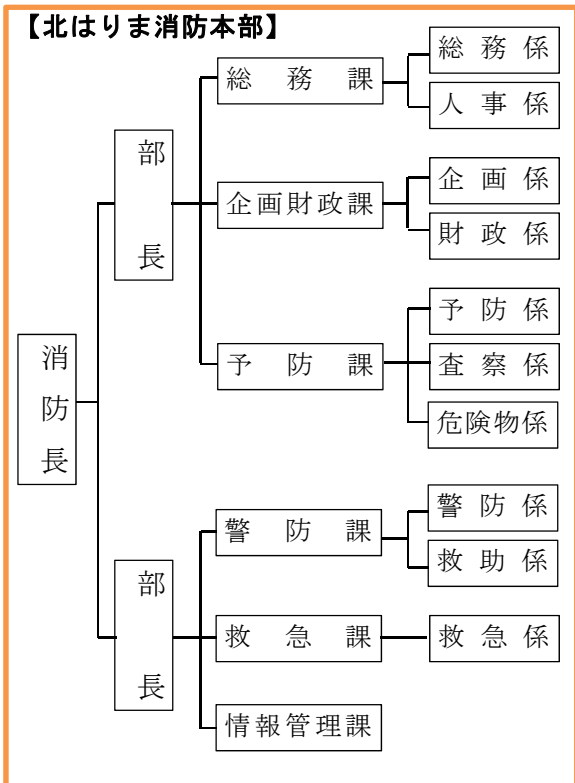 【北はりま消防本部】
消防長
部長
総務課
総務係
人事係
企画財政課
企画係
財政係
予防課
予防係
査察係
危険物係
部長
警防課
警防係
救助係
救急課
救急係
情報管理課